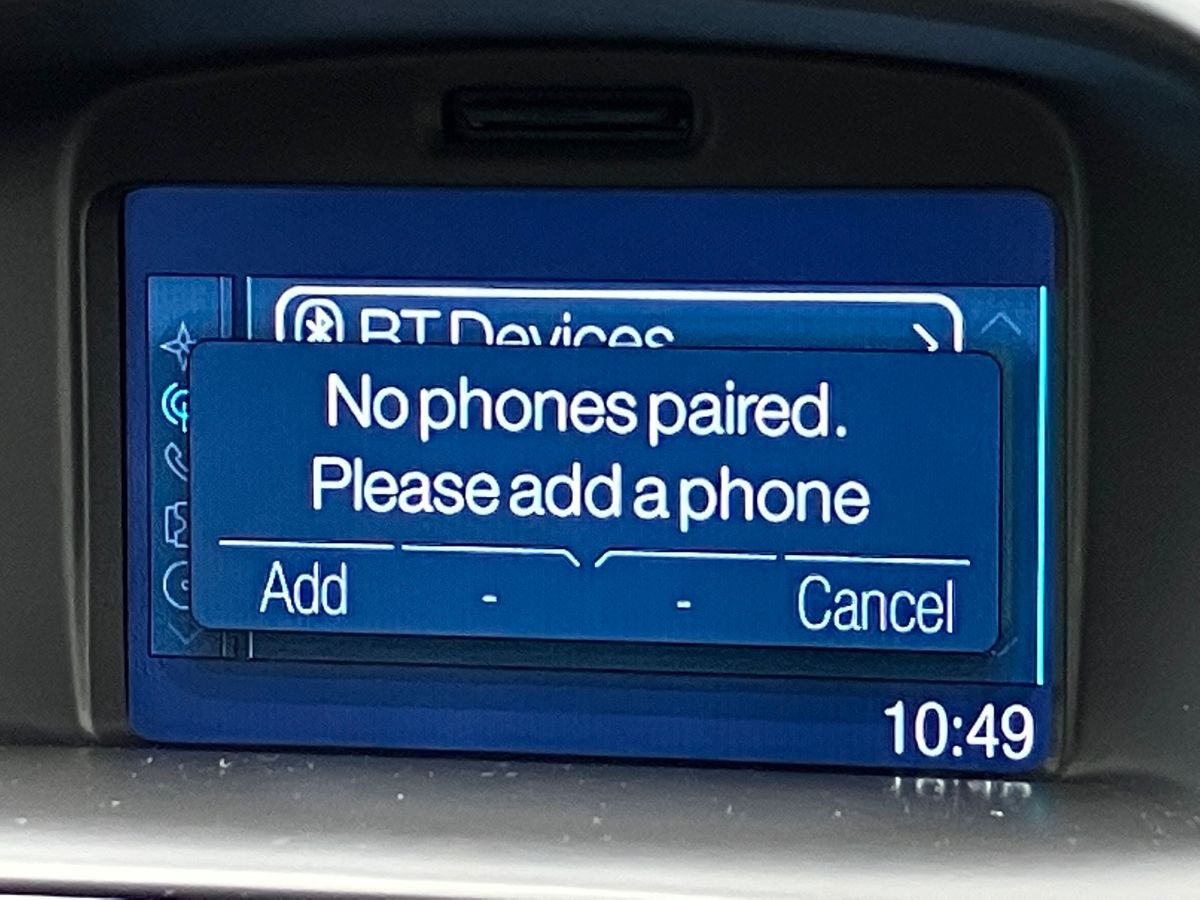 BT Devices
No phones paired.
Please add a phone
Add - - Cancel
10:49